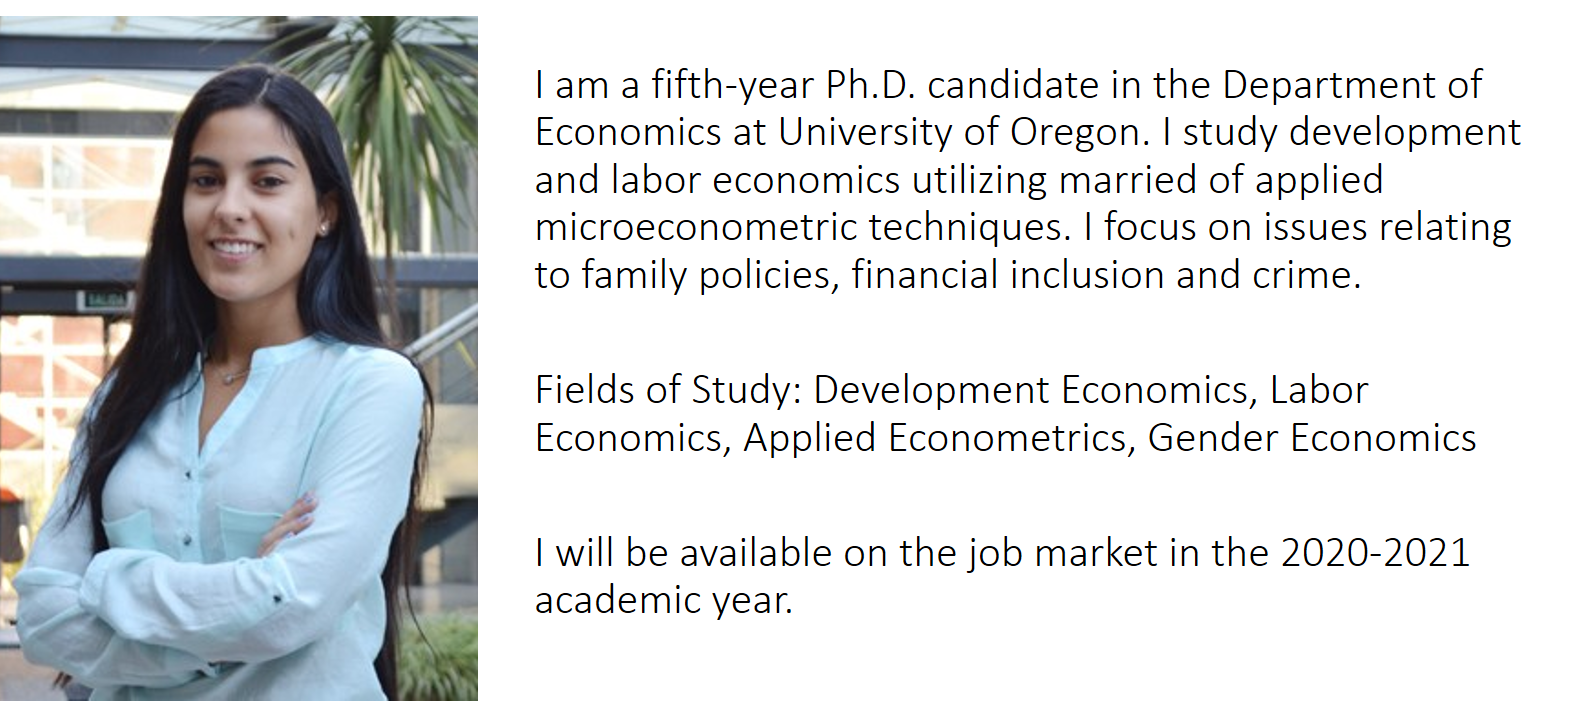 I am a fifth-year Ph.D. candidate in the Department of
Economics at University of Oregon. I study development
and labor economics utilizing married of applied
microeconometric techniques. I focus on issues relating
to family policies, financial inclusion and crime.
Fields of Study: Development Economics, Labor
Economics, Applied Econometrics, Gender Economics
I will be available on the job market in the 2020-2021
academic year.
SALIDA